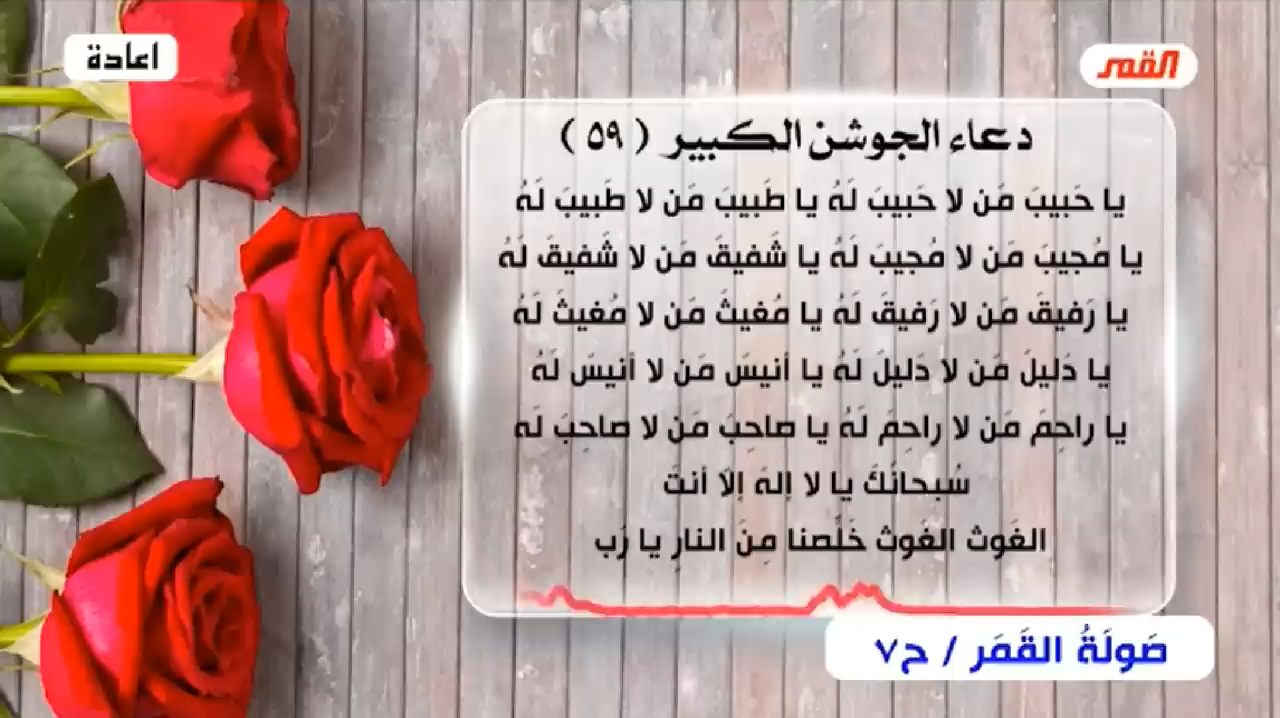 اعادة
القمر
دعاء الجوشن الكبير ( ٥٩ )
يا حَبيبَ مَن لا حَبيبَ لَهُ يا طَبيبَ مَن لا طَبيبَ لَهُ
يا مُجيبَ مَن لا مُجيبَ لَهُ يا شَفيقَ مَن لا شَفيقَ لَهُ
يا رَفيقَ مَن لا رَفيقَ لَهُ يا مُغيثَ مَن لا مُغيثَ لَهُ
يا دَليلَ مَن لا دَليلَ لَهُ يا أنيسَ مَن لا أنيسَ لَهُ
يا راحِمَ مَن لا راحِمَ لَهُ يا صاحِبَ مَن لا صاحِبَ لَه
سُبحانَكَ يا لا إلهَ إلّا أنتَ
الغَوث الغَوث خَلِّصنا مِنَ النارِ يا رَب
صَولَةُ القَمَر / ح٧